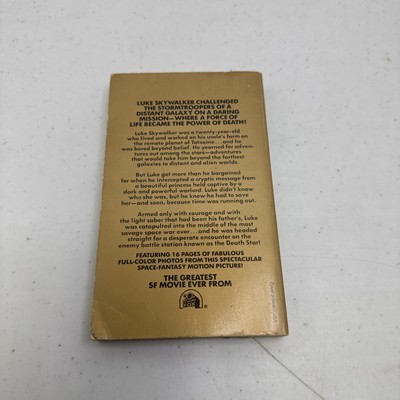 LUKE SKYWALKER CHALLENGED
THE STORMTROOPERS OF A
DISTANT GALAXY ON A DARING
MISSION—WHERE A FORCE OF
LIFE BECAME THE POWER OF DEATH!
Luke Skywalker was a twenty-year-old
who lived and worked on his uncle's farm on
the remote planet of Tatooine...and he
was bored beyond belief. He yearned for adven-
tures out among the stars—adventures
that would take him beyond the farthest
galaxies to distant and alien worlds.
But Luke got more than he bargained
for when he intercepted a cryptic message from
a beautiful princess held captive by a
dark and powerful warlord. Luke didn't know
who she was, but he knew he had to save
her—and soon, because time was running out.
Armed only with courage and with
the light saber that had been his father's, Luke
was catapulted into the middle of the most
savage space war ever...and he was headed
straight for a desperate encounter on the
enemy battle station known as the Death Star!
FEATURING 16 PAGES OF FABULOUS
FULL-COLOR PHOTOS FROM THIS SPECTACULAR
SPACE-FANTASY MOTION PICTURE!
THE GREATEST
SF MOVIE EVER FROM
®